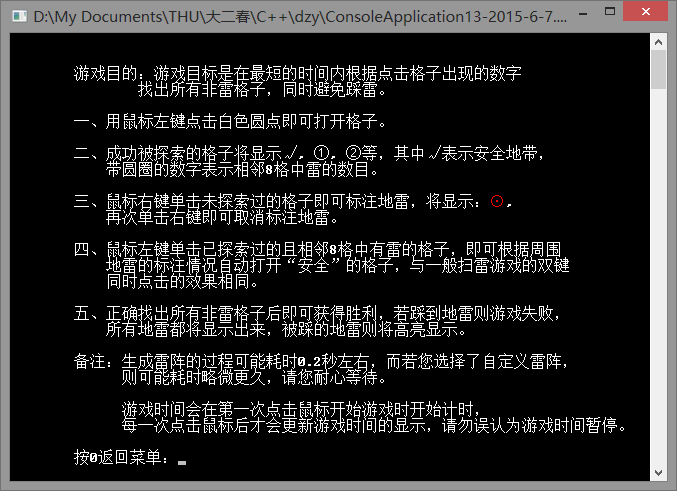 D:\My Documents\THU\大二春\C++\dzy\ConsoleApplication13-2015-6-7....
游戏目的：游戏目标是在最短的时间内根据点击格子出现的数字
找出所有非雷格子，同时避免踩雷。
一、用鼠标左键点击白色圆点即可打开格子。
二、成功被探索的格子将显示√，①，②等，其中√表示安全地带，
带圆圈的数字表示相邻8格中雷的数目。
三、鼠标右键单击未探索过的格子即可标注地雷，将显示：⊙，
再次单击右键即可取消标注地雷。
四、鼠标左键单击已探索过的且相邻8格中有雷的格子，即可根据周围
地雷的标注情况自动打开“安全”的格子，与一般扫雷游戏的双键
同时点击的效果相同。
五、正确找出所有非雷格子后即可获得胜利，若踩到地雷则游戏失败，
所有地雷都将显示出来，被踩的地雷则将高亮显示。
备注：生成雷阵的过程可能耗时0.2秒左右，而若您选择了自定义雷阵，
则可能耗时略微更久，请您耐心等待。
游戏时间会在第一次点击鼠标开始游戏时开始计时，
每一次点击鼠标后才会更新游戏时间的显示，请勿误认为游戏时间暂停。
按0返回菜单：